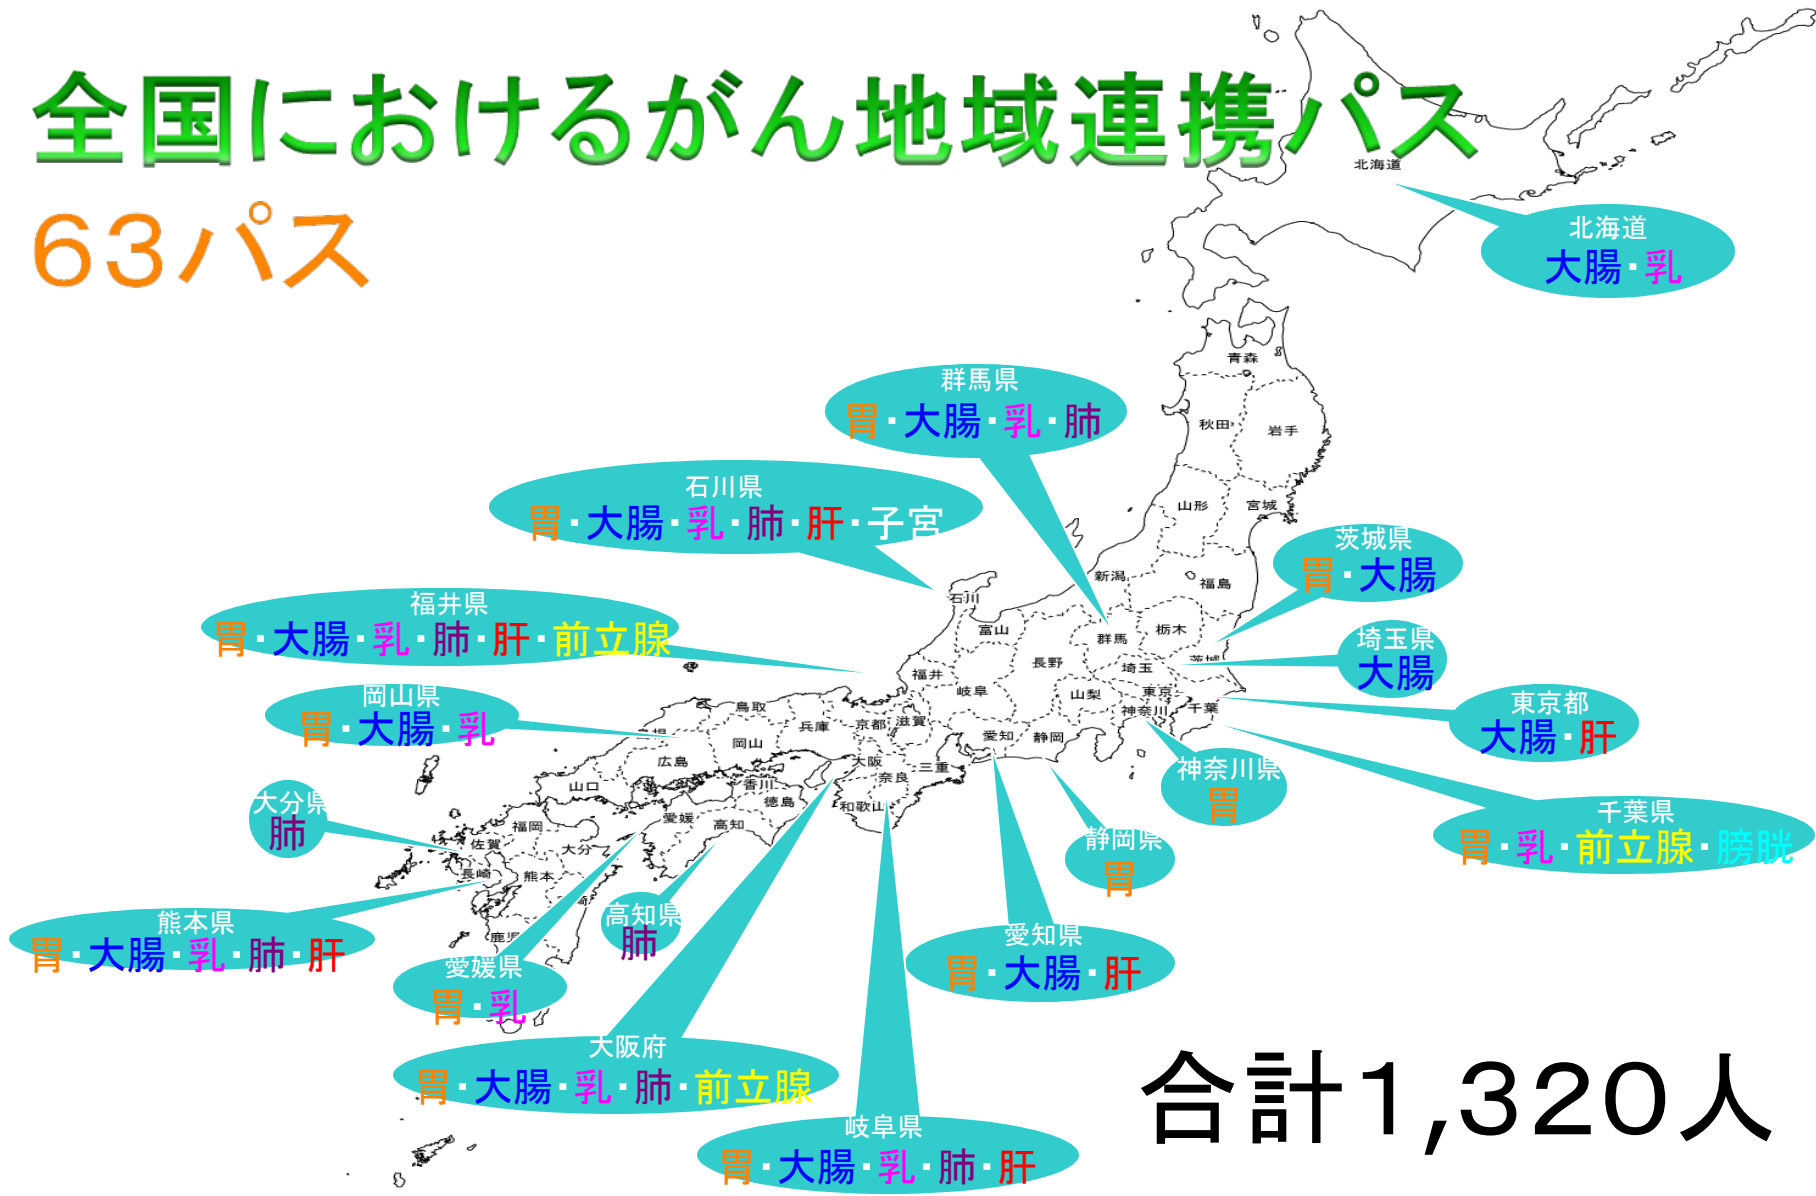 全国におけるがん地域連携パス
63パス
北海道
北海道
大腸・乳
青森
群馬県
胃・大腸・乳・肺
秋田
岩手
石川県
胃・大腸・乳・肺・肝・子宮
山形
宮城
茨城県
胃・大腸
新潟
福島
石川
福井県
胃・大腸・乳・肺・肝・前立腺
富山
群馬
栃木
埼玉県
大腸
長野
埼玉
茨城
福井
岐阜
山梨
東京
岡山県
胃・大腸・乳
鳥取
兵庫
京都
滋賀
神奈川
千葉
東京都
大腸・肝
岡山
愛知
静岡
広島
大阪
奈良
三重
神奈川県
胃
山口
香川
徳島
和歌山
大分県
肺
福岡
愛媛
高知
千葉県
胃・乳・前立腺・膀胱
佐賀
大分
静岡県
胃
長崎
熊本
崎
熊本県
胃・大腸・乳・肺・肝
高知県
肺
鹿児
愛知県
胃・大腸・肝
愛媛県
胃・乳
大阪府
胃・大腸・乳・肺・前立腺
岐阜県
胃・大腸・乳・肺・肝
合計1,320人